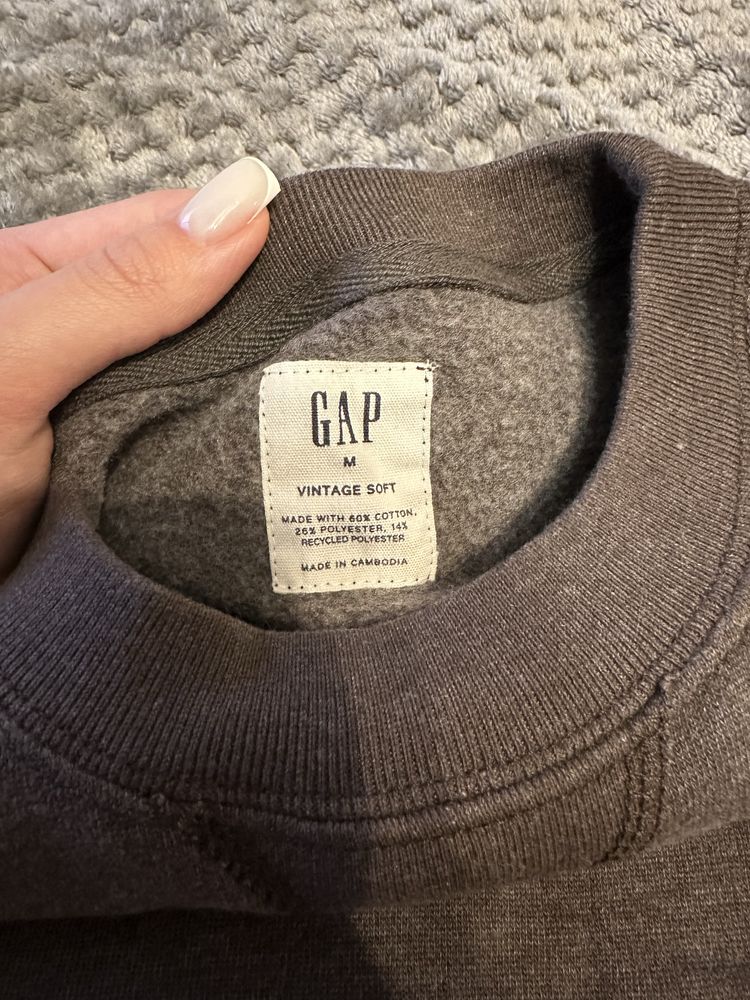 GAP
M
VINTAGE SOFT
MADE WITH 60% COTTON,
26% POLYESTER, 14%
RECYCLED POLYESTER
MADE IN CAMBODIA